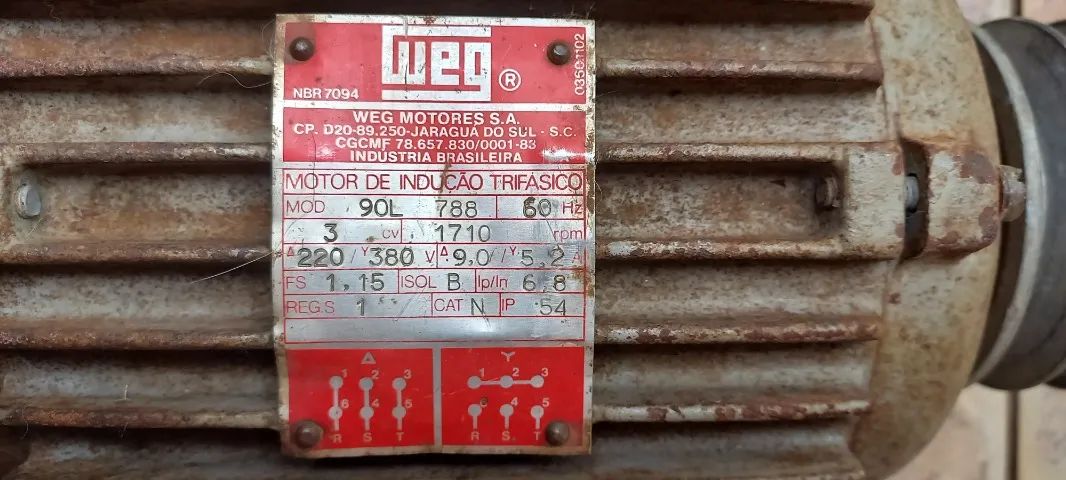 weg ®
NBR 7094
0350.1102
WEG MOTORES S.A.
CP. D20-89.250-JARAGUÁ DO SUL - S.C.
CGCMF 78.657.830/0001-83
INDÚSTRIA BRASILEIRA
MOTOR DE INDUÇÃO TRIFÁSICO
MOD 90L 788 60 Hz
3 cv 1710 rpm
Δ 220 / Y 380 V Δ 9,0 / Y 5,2 A
FS 1,15 ISOL B Ip/In 6,8
REG.S 1 CAT N IP 54
Δ Y
1 2 3 1 2 3
6 4 5 6 4 5
R S T R S. T